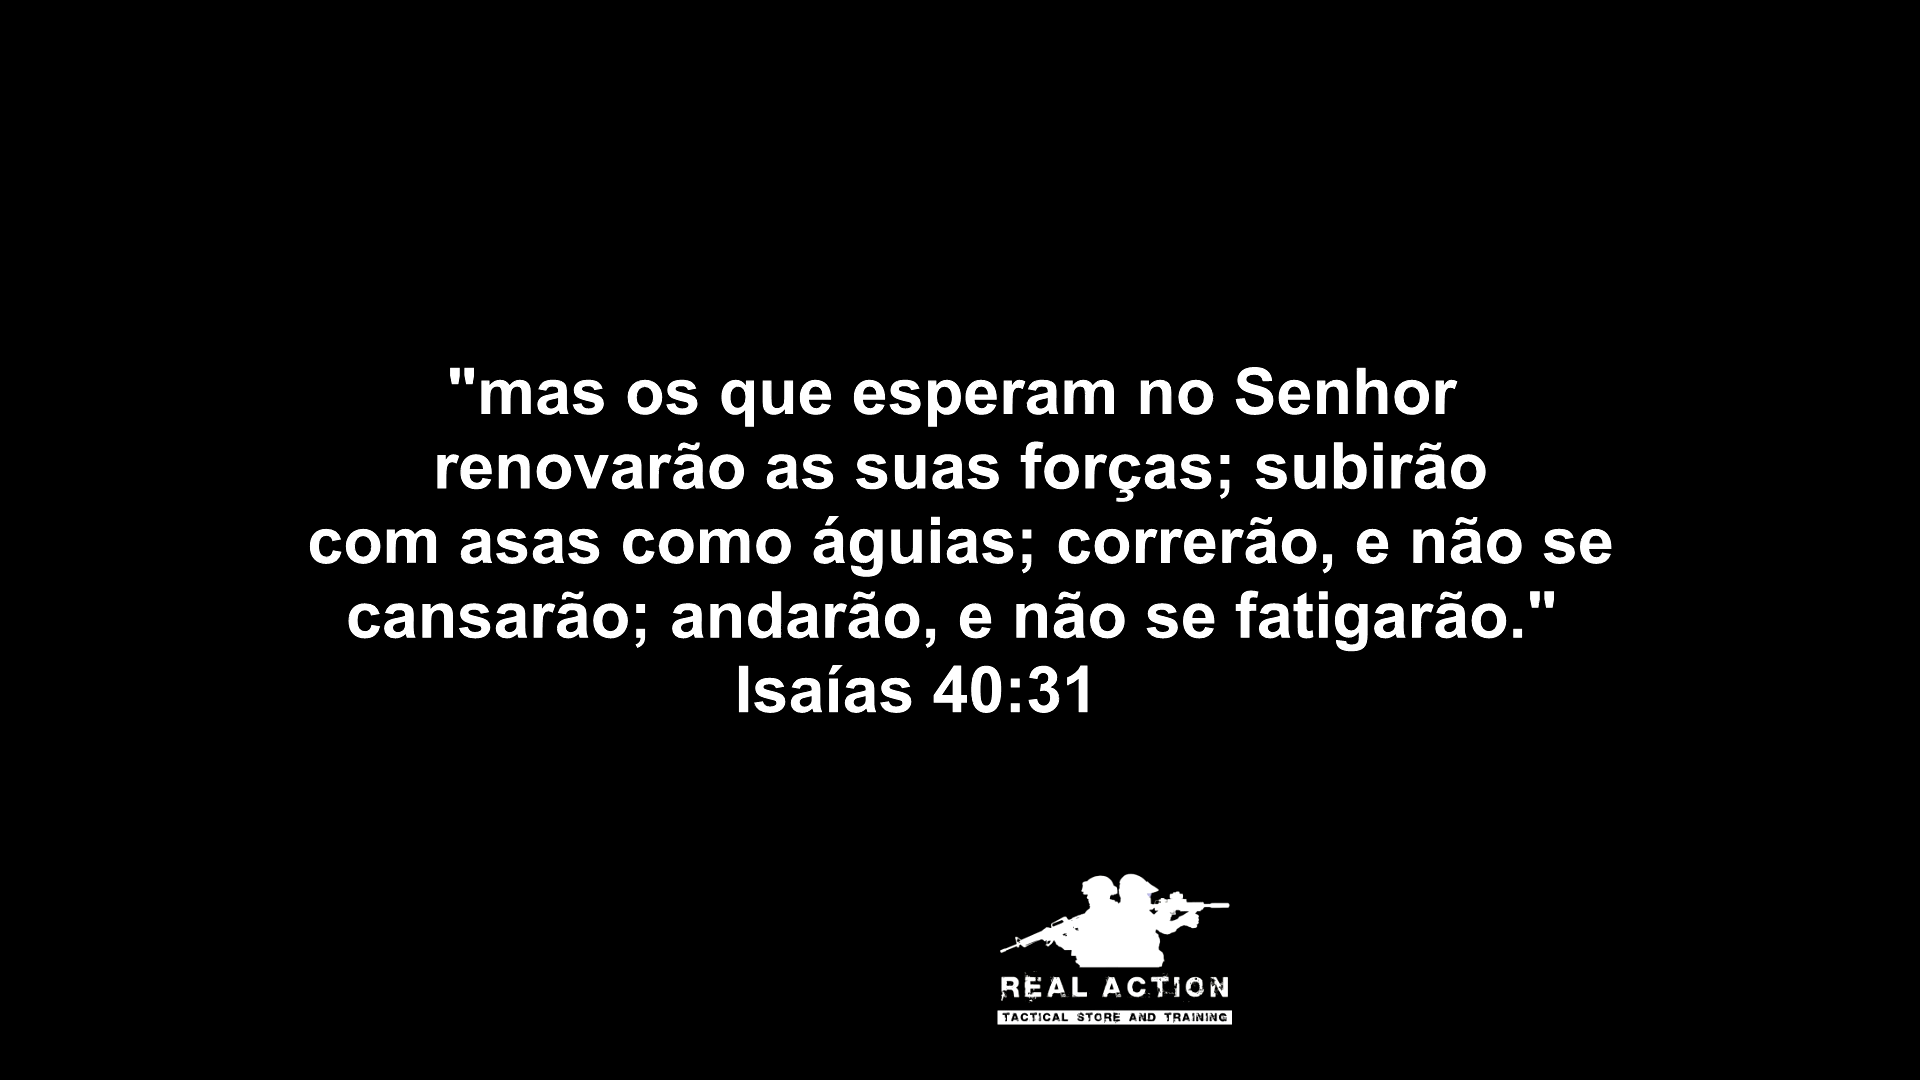 "mas os que esperam no Senhor
renovarão as suas forças; subirão
com asas como águias; correrão, e não se
cansarão; andarão, e não se fatigarão."
Isaías 40:31
REAL ACTION
TACTICAL STORE AND TRAINING